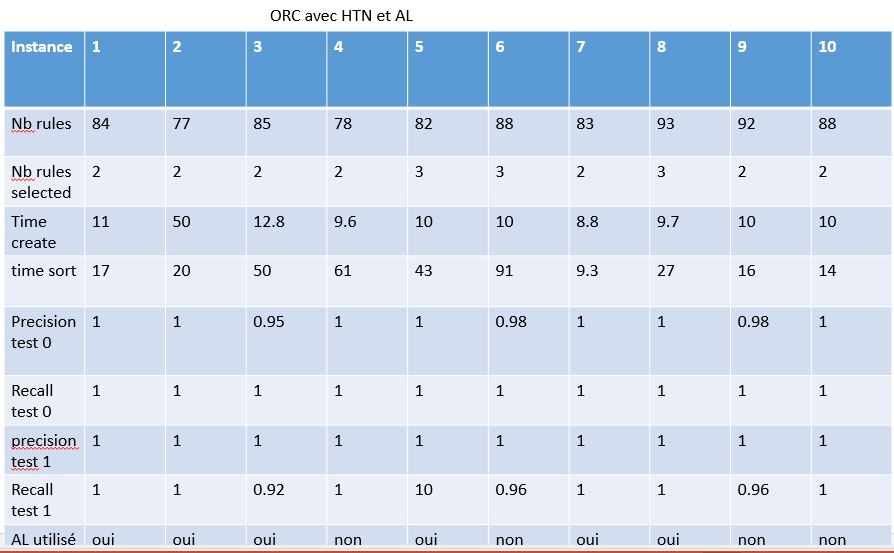 ORC avec HTN et AL
Instance 1 2 3 4 5 6 7 8 9 10
Nb rules 84 77 85 78 82 88 83 93 92 88
Nb rules selected 2 2 2 2 3 3 2 3 2 2
Time create 11 50 12.8 9.6 10 10 8.8 9.7 10 10
time sort 17 20 50 61 43 91 9.3 27 16 14
Precision test 0 1 1 0.95 1 1 0.98 1 1 0.98 1
Recall test 0 1 1 1 1 1 1 1 1 1 1
precision test 1 1 1 1 1 1 1 1 1 1 1
Recall test 1 1 1 0.92 1 10 0.96 1 1 0.96 1
AL utilisé oui oui oui non oui non oui oui non non